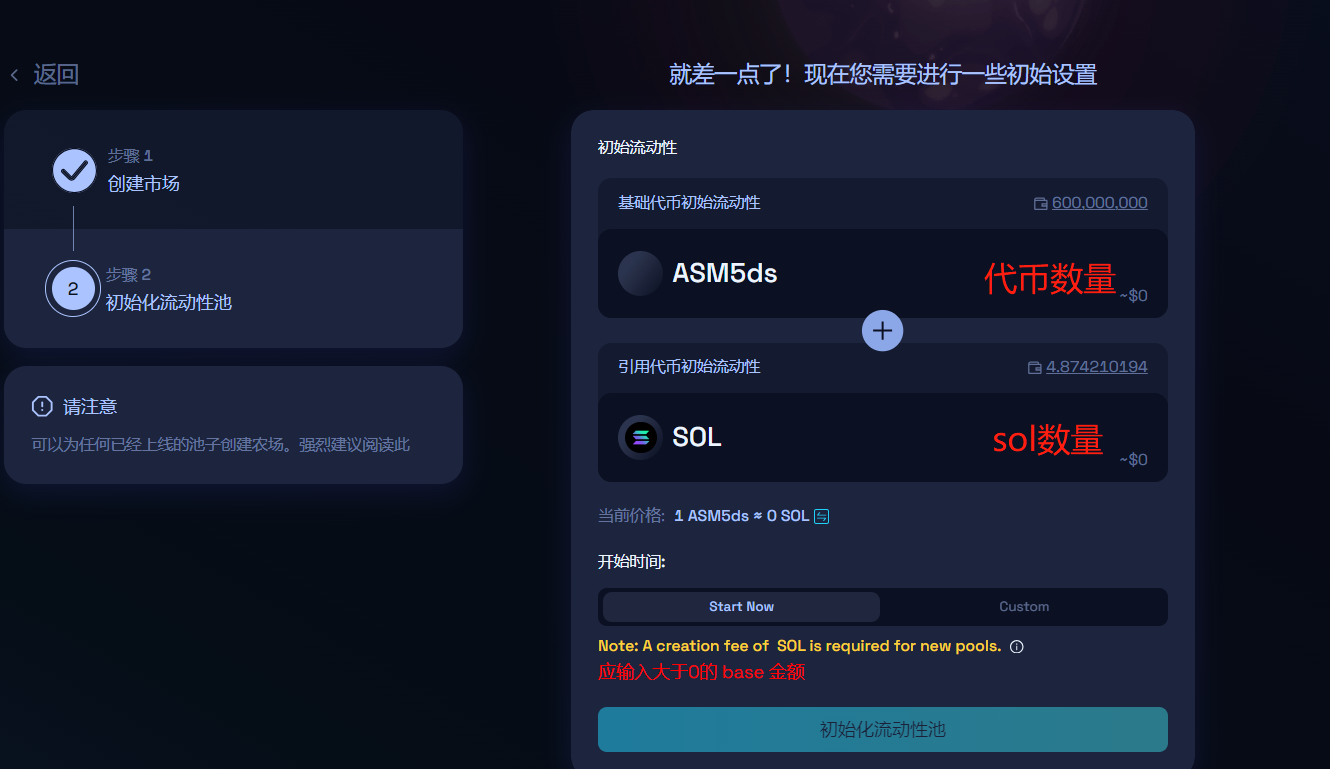 返回
就差一点了！现在您需要进行一些初始设置
步骤 1
创建市场
2
步骤 2
初始化流动性池
请注意
可以为任何已经上线的池子创建农场。强烈建议阅读此
初始流动性
基础代币初始流动性
600,000,000
ASM5ds
代币数量
~$0
引用代币初始流动性
4.874210194
SOL
sol数量
~$0
当前价格: 1 ASM5ds ≈ 0 SOL
开始时间:
Start Now
Custom
Note: A creation fee of  SOL is required for new pools.
应输入大于0的 base 金额
初始化流动性池